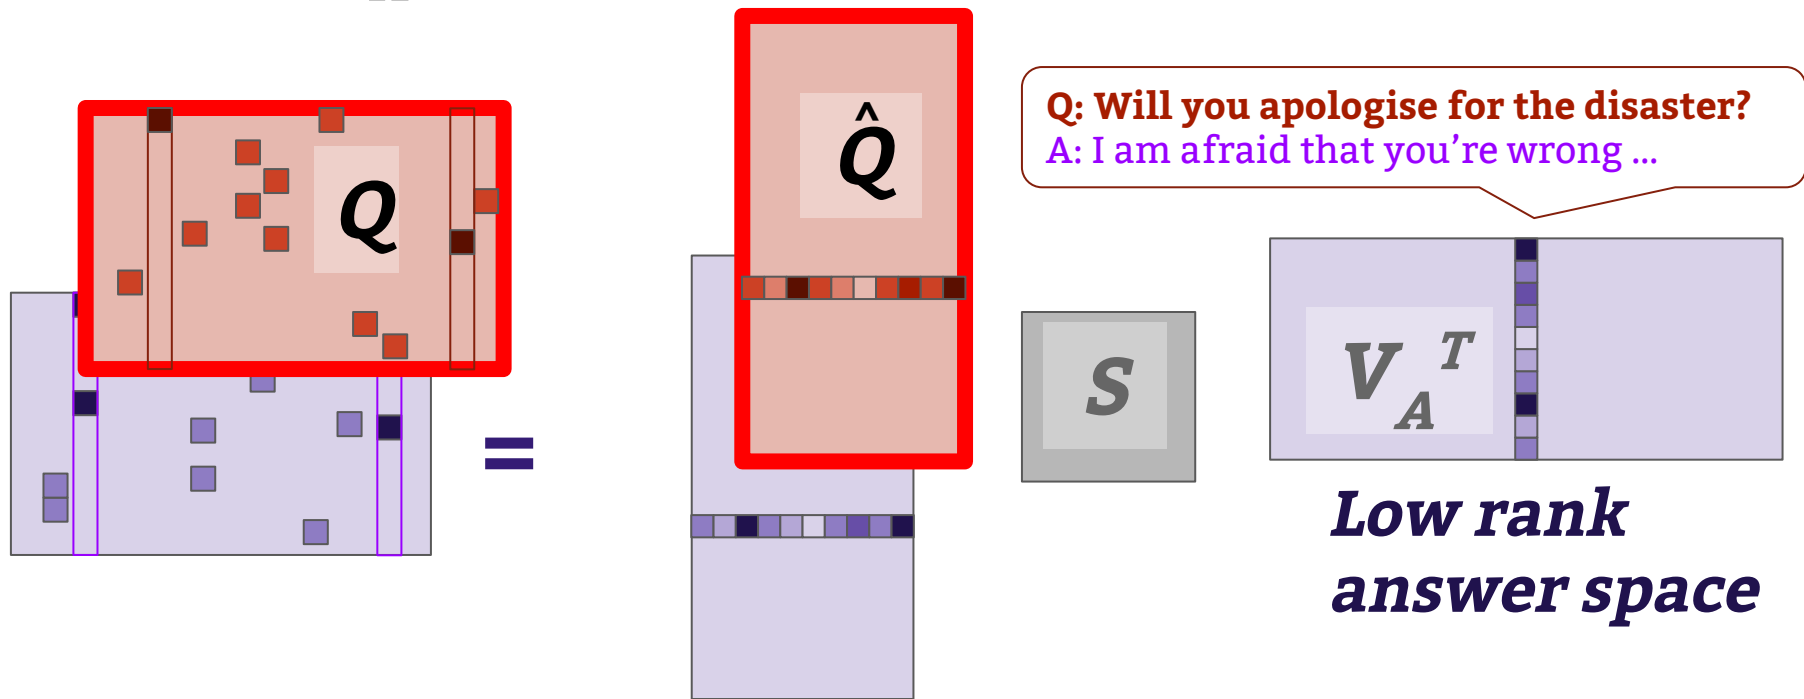 Q
=
Q̂
Q: Will you apologise for the disaster?
A: I am afraid that you're wrong ...
S
V_A^T
Low rank
answer space